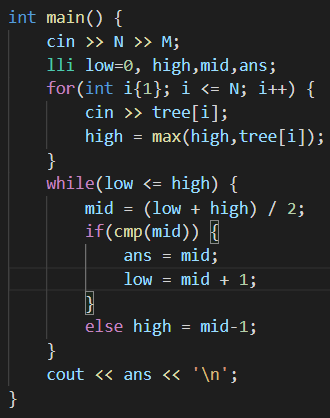 int main() {
    cin >> N >> M;
    lli low=0, high,mid,ans;
    for(int i{1}; i <= N; i++) {
        cin >> tree[i];
        high = max(high,tree[i]);
    }
    while(low <= high) {
        mid = (low + high) / 2;
        if(cmp(mid)) {
            ans = mid;
            low = mid + 1;
        }
        else high = mid-1;
    }
    cout << ans << '\n';
}